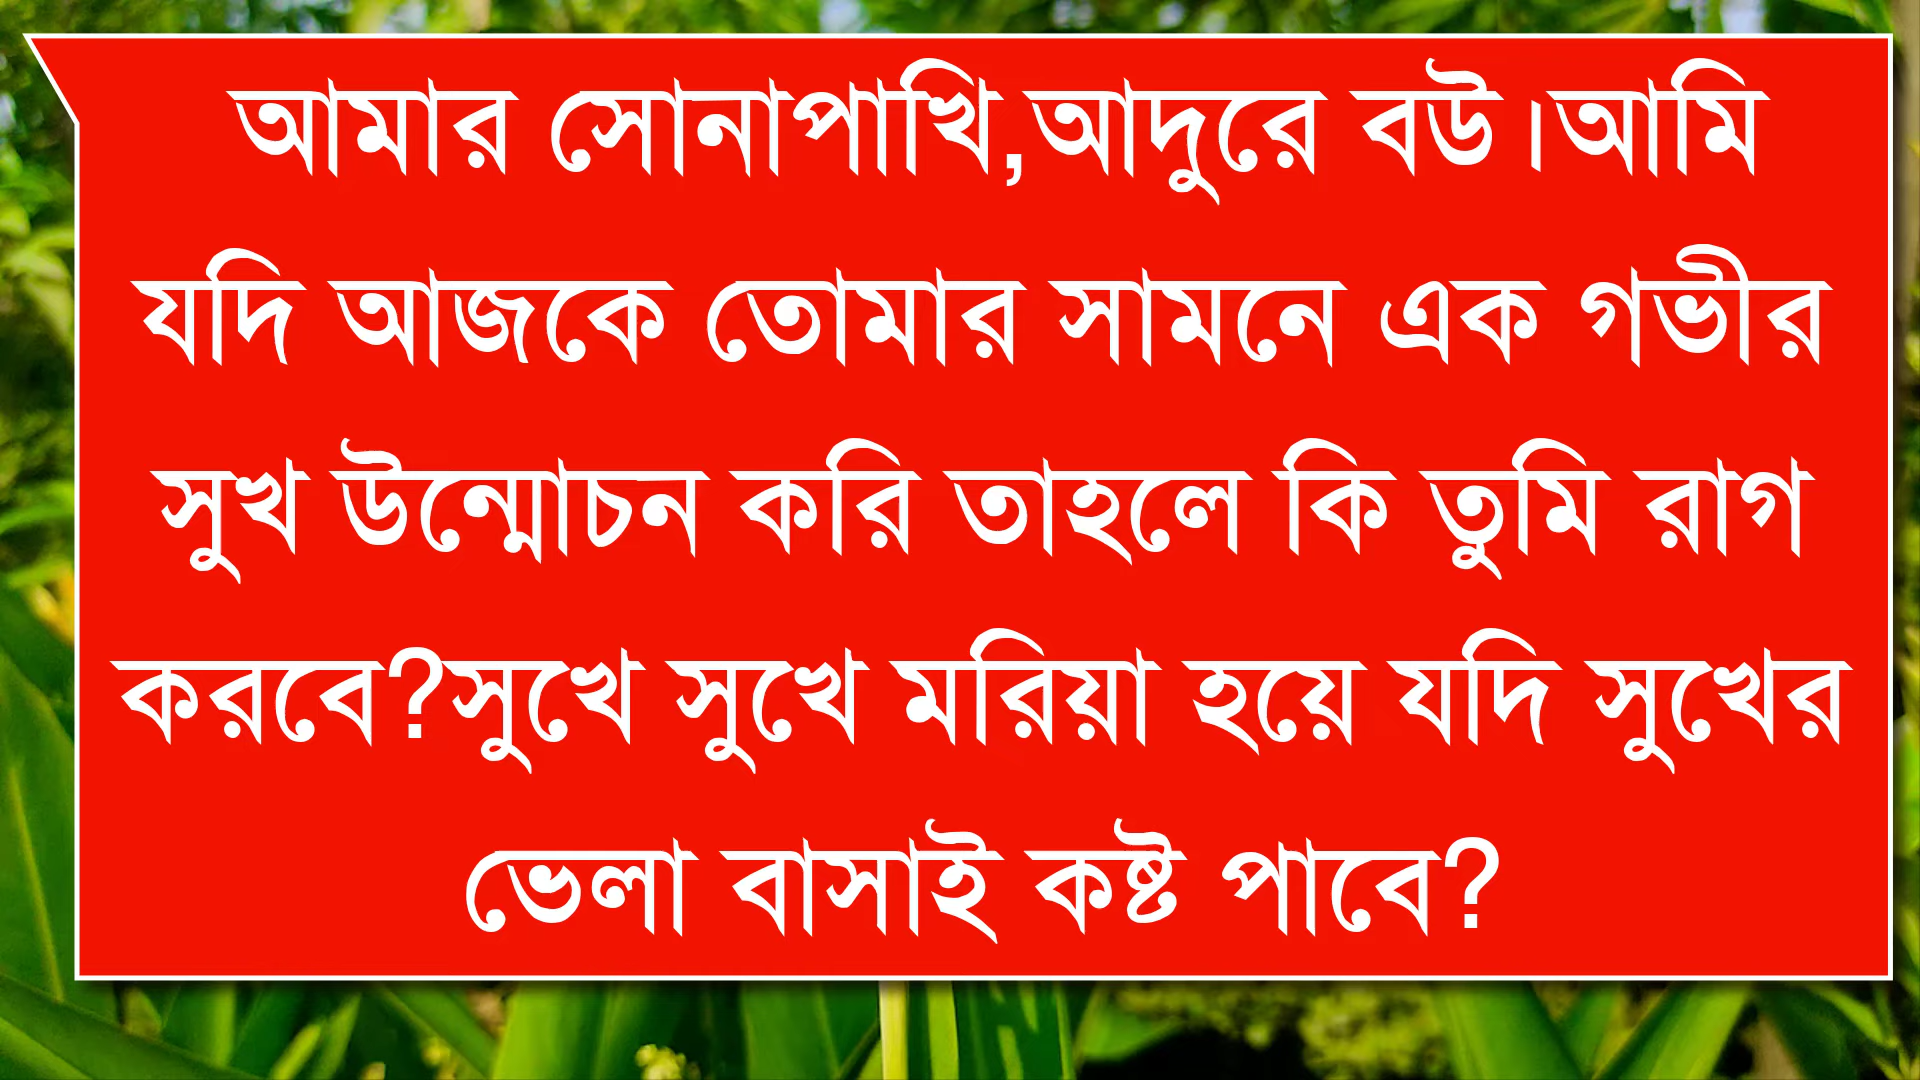 আমার সোনাপাখি,আদুরে বউ।আমি
যদি আজকে তোমার সামনে এক গভীর
সুখ উন্মোচন করি তাহলে কি তুমি রাগ
করবে?সুখে সুখে মরিয়া হয়ে যদি সুখের
ভেলা বাসাই কষ্ট পাবে?